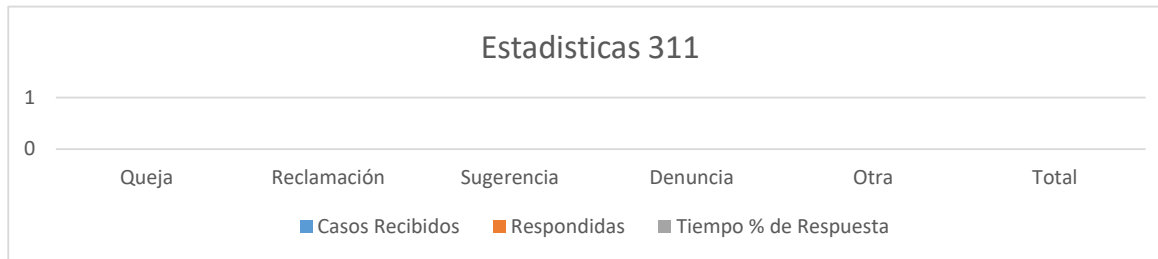 Estadisticas 311
1
0
Queja Reclamación Sugerencia Denuncia Otra Total
Casos Recibidos Respondidas Tiempo % de Respuesta